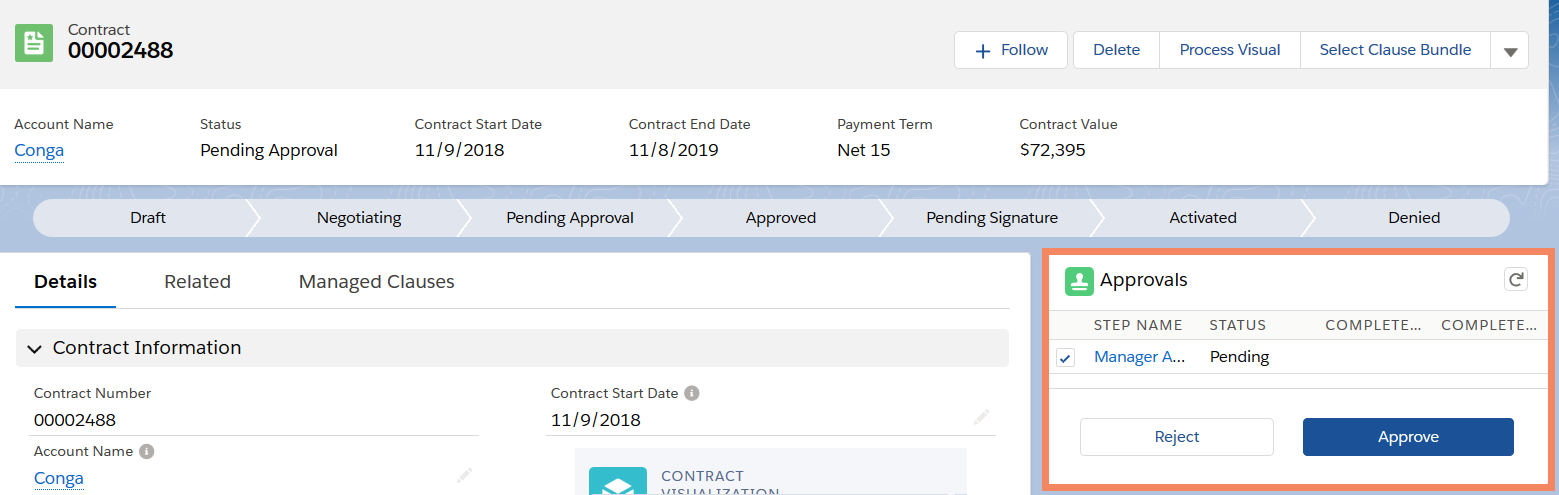 Contract
00002488
Follow
Delete
Process Visual
Select Clause Bundle
Account Name
Status
Contract Start Date
Contract End Date
Payment Term
Contract Value
Conga
Pending Approval
11/9/2018
11/8/2019
Net 15
$72,395
Draft
Negotiating
Pending Approval
Approved
Pending Signature
Activated
Denied
Details
Related
Managed Clauses
Contract Information
Contract Number
00002488
Contract Start Date
11/9/2018
Account Name
Conga
CONTRACT
VISUALIZATION
Approvals
STEP NAME
STATUS
COMPLETE...
COMPLETE...
Manager A...
Pending
Reject
Approve